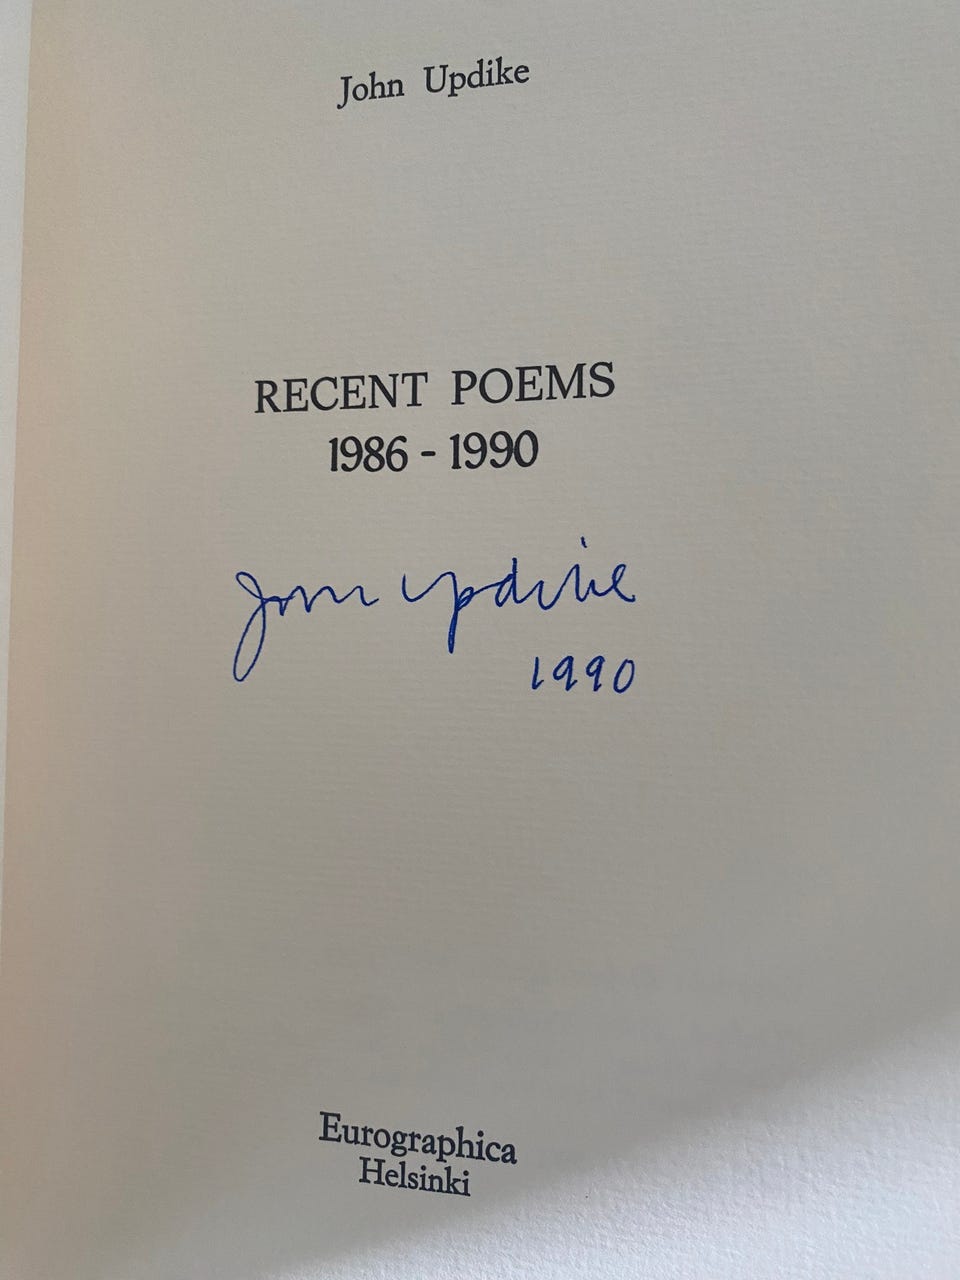 John Updike
RECENT POEMS
1986 - 1990
John Updike
1990
Eurographica
Helsinki